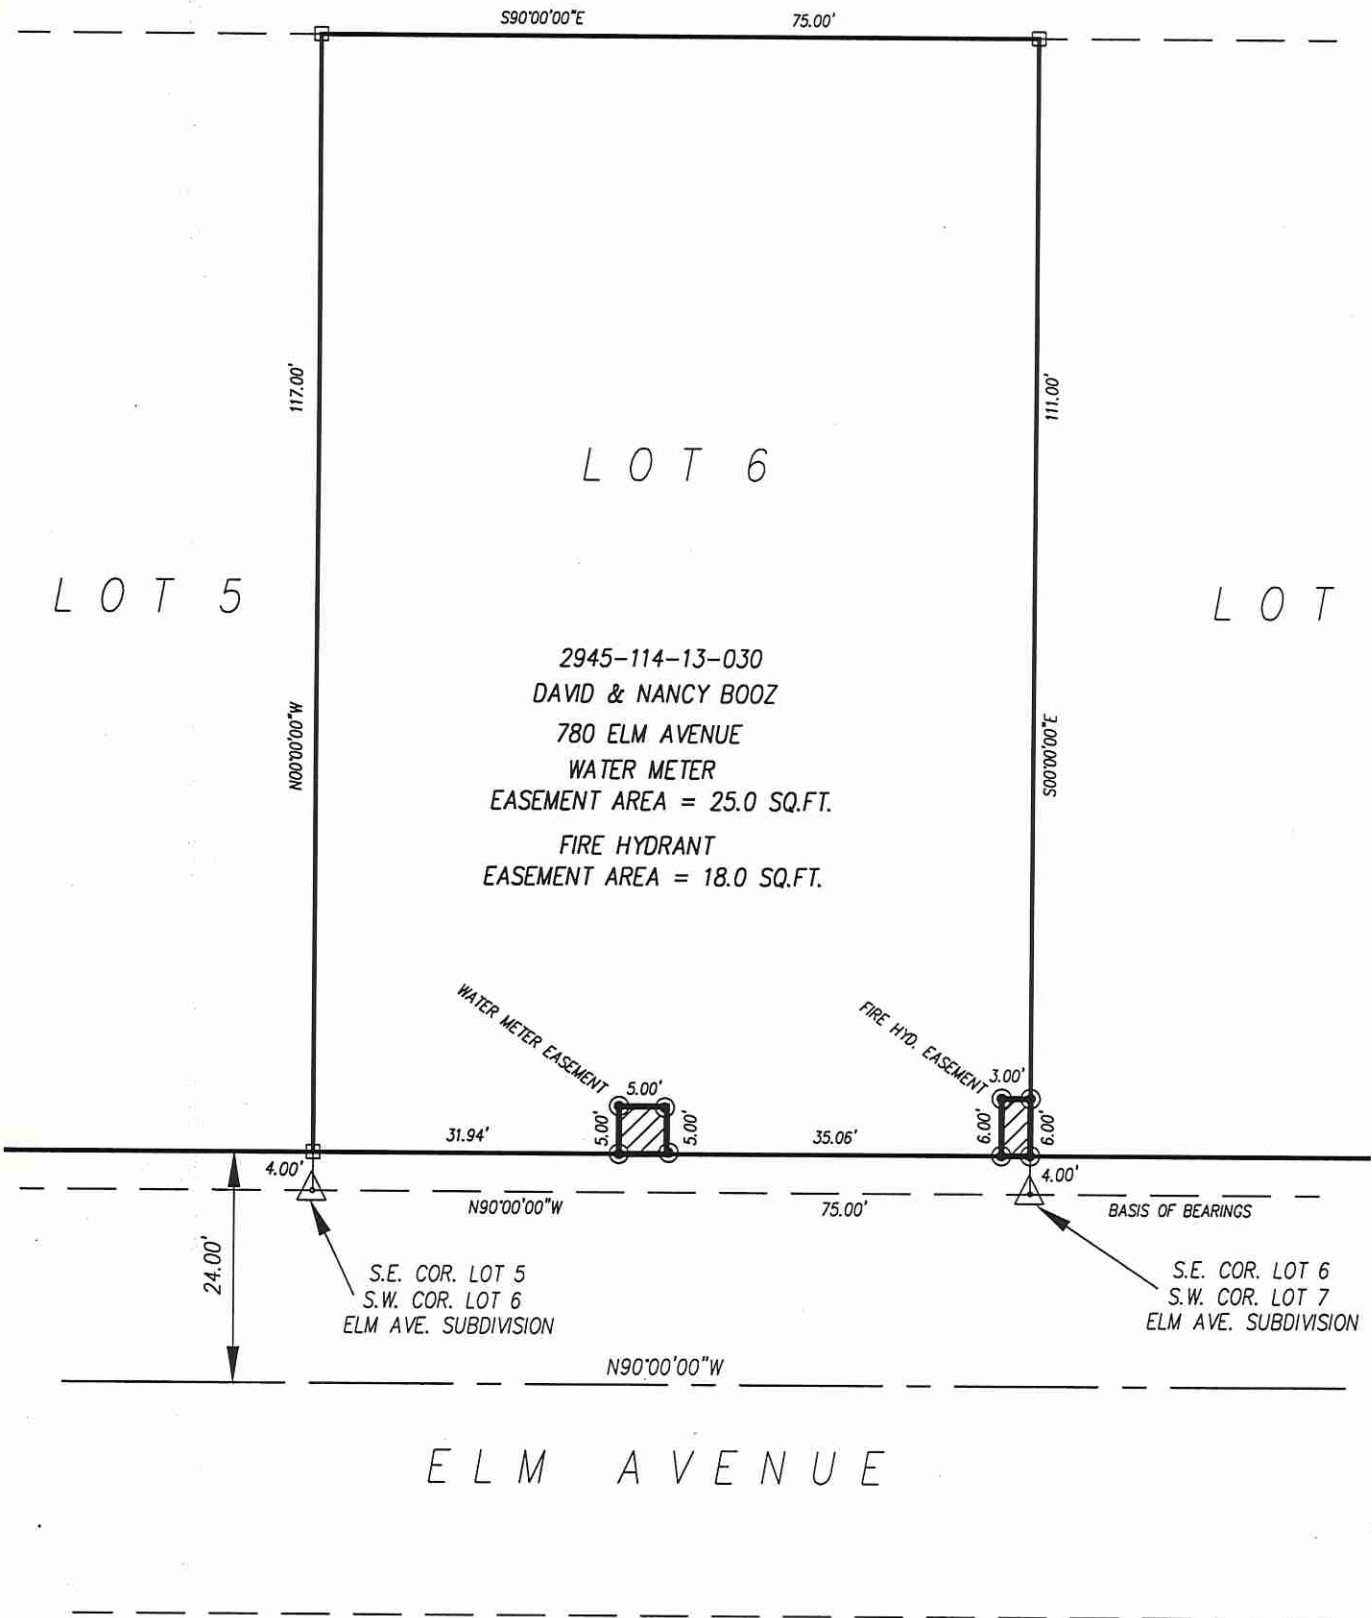 S90°00'00"E 75.00'
117.00'
111.00'
LOT 6
LOT 5
LOT
2945-114-13-030
DAVID & NANCY BOOZ
780 ELM AVENUE
WATER METER
EASEMENT AREA = 25.0 SQ.FT.
FIRE HYDRANT
EASEMENT AREA = 18.0 SQ.FT.
N00°00'00"W
S00°00'00"E
WATER METER EASEMENT
FIRE HYD. EASEMENT
5.00'
5.00'
5.00'
3.00'
6.00'
6.00'
31.94'
35.06'
4.00'
4.00'
N90°00'00"W 75.00'
BASIS OF BEARINGS
24.00'
S.E. COR. LOT 5
S.W. COR. LOT 6
ELM AVE. SUBDIVISION
S.E. COR. LOT 6
S.W. COR. LOT 7
ELM AVE. SUBDIVISION
N90°00'00"W
ELM AVENUE